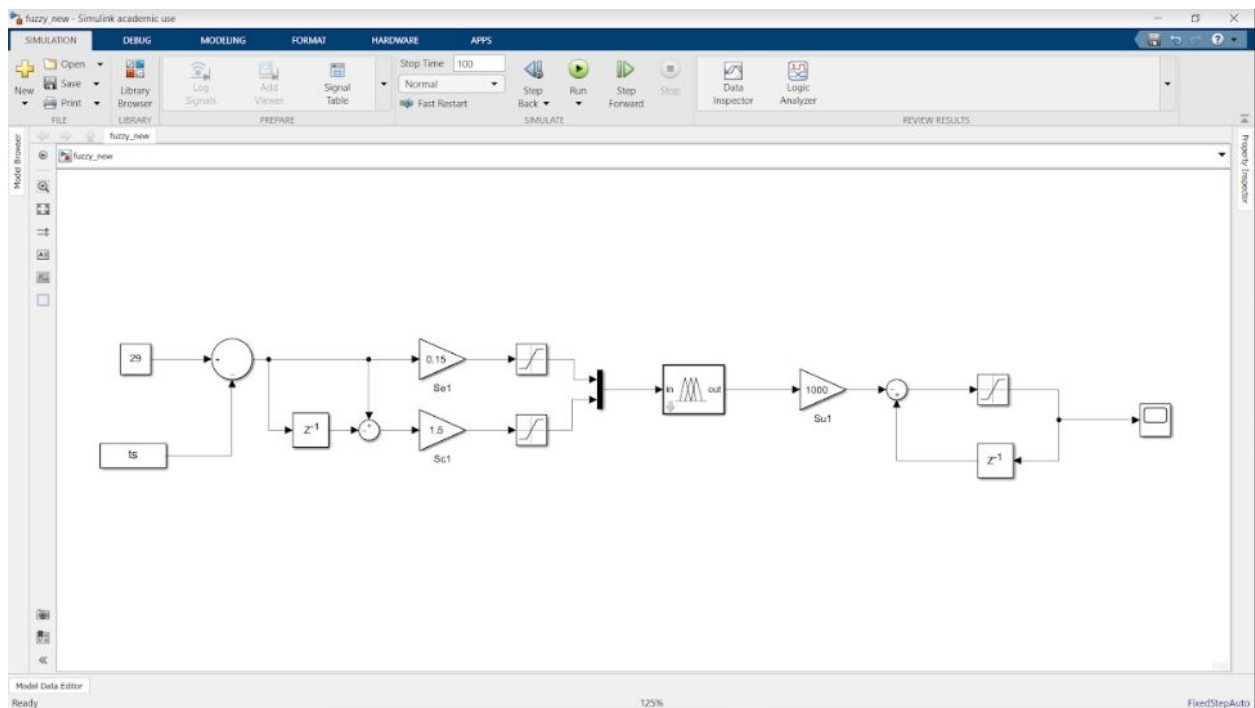 fuzzy_new - Simulink academic use
SIMULATION DEBUG MODELING FORMAT HARDWARE APPS
New
Open
Save
Print
FILE
Library Browser
LIBRARY
Log Signals
Add Viewer
Signal Table
PREPARE
Stop Time 100
Normal
Fast Restart
Step Back
Run
Step Forward
Stop
SIMULATE
Data Inspector
Logic Analyzer
REVIEW RESULTS
Model Browser
fuzzy_new
fuzzy_new
Property Inspector
29
ts
z-1
0.15
Se1
1.5
Sc1
in out
1000
Su1
z-1
Model Data Editor
Ready 125% FixedStepAuto